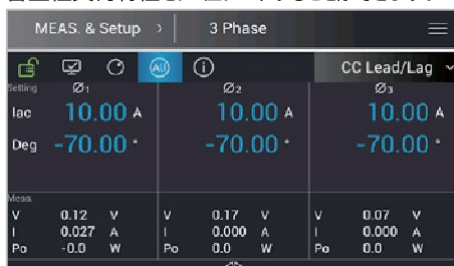 MEAS. & Setup > 3 Phase
All CC Lead/Lag
Setting Ø1 Ø2 Ø3
Iac 10.00 A 10.00 A 10.00 A
Deg -70.00 ° -70.00 ° -70.00 °
Meas.
V 0.12 V V 0.17 V V 0.07 V
I 0.027 A I 0.000 A I 0.000 A
Po -0.0 W Po 0.0 W Po 0.0 W